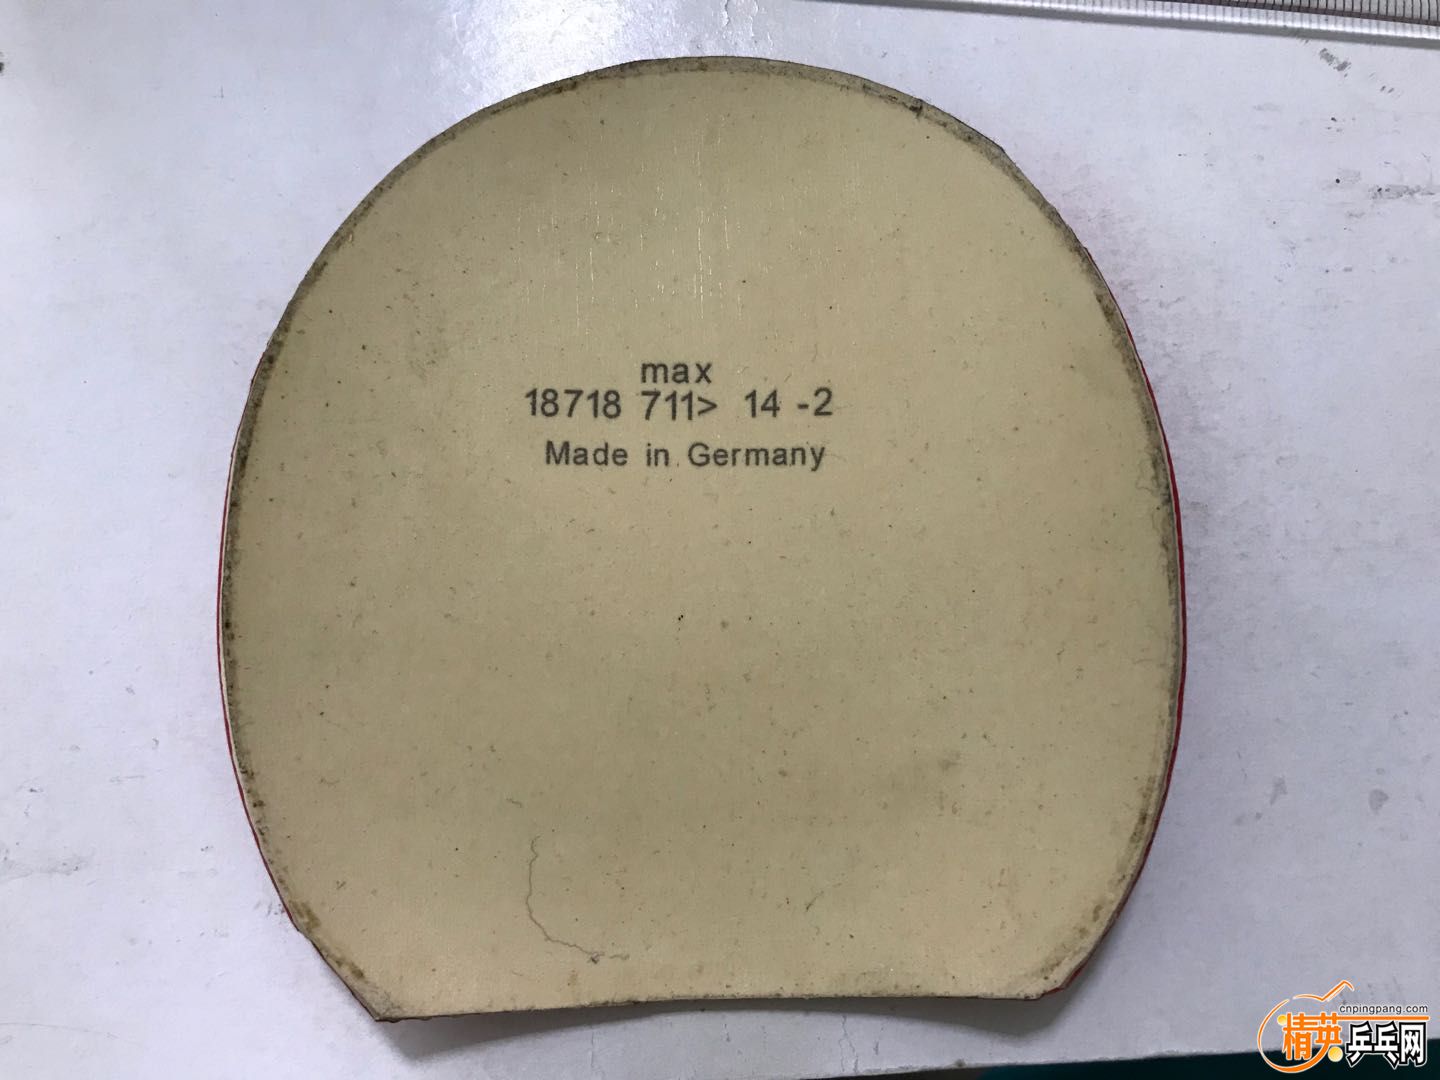 max
18718 711> 14 -2
Made in Germany
cnpingpang.com
精英乒乓网